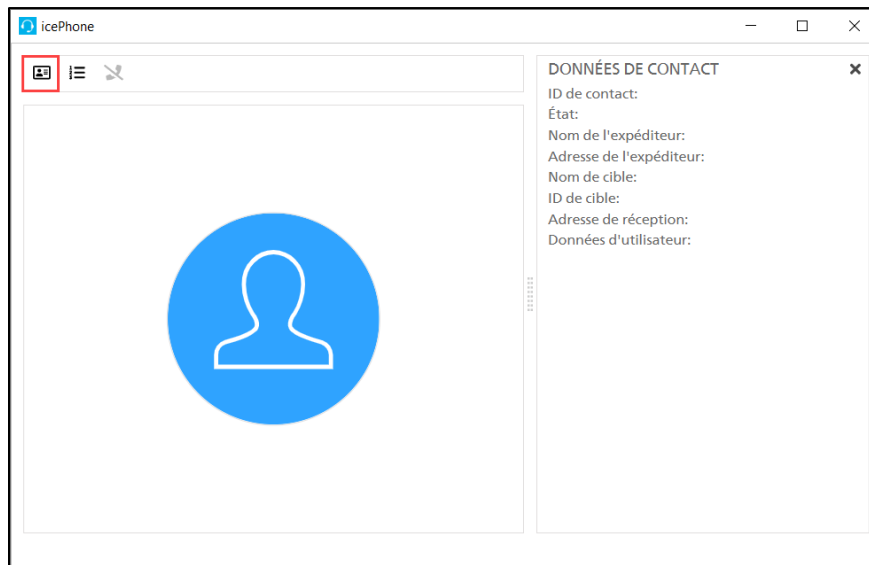 icePhone
DONNÉES DE CONTACT
ID de contact:
État:
Nom de l'expéditeur:
Adresse de l'expéditeur:
Nom de cible:
ID de cible:
Adresse de réception:
Données d'utilisateur: